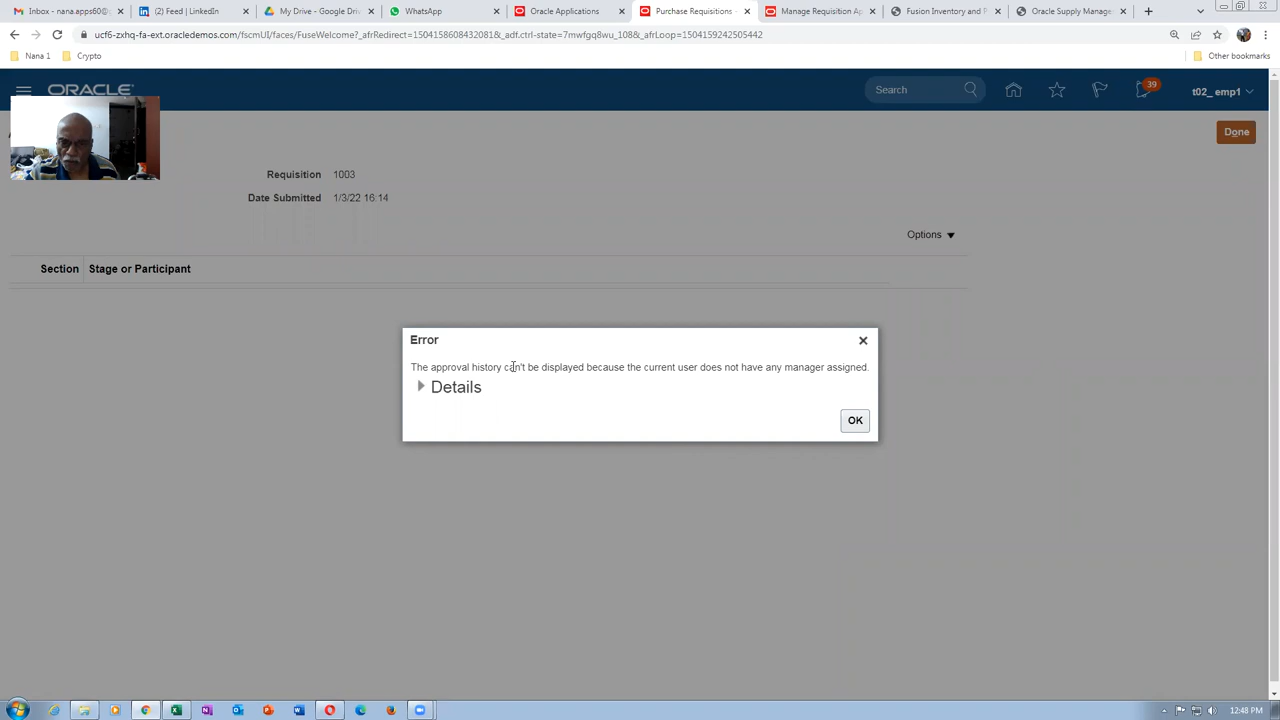 Inbox - nana.apps60@g
(2) Feed | LinkedIn
My Drive - Google Driv
WhatsApp
Oracle Applications
Purchase Requisitions -
Manage Requisition Ap
Fusion Inventory and P
Oracle Supply Manage
ucf6-zxhq-fa-ext.oracledemos.com/fscmUI/faces/FuseWelcome?_afrRedirect=1504158608432081&_adf.ctrl-state=7mwfgq8wu_108&_afrLoop=1504159242505442
Nana 1
Crypto
Other bookmarks
ORACLE
Search
39
t02_ emp1
Done
Requisition 1003
Date Submitted 1/3/22 16:14
Options
Section Stage or Participant
Error
The approval history can't be displayed because the current user does not have any manager assigned.
Details
OK
12:48 PM